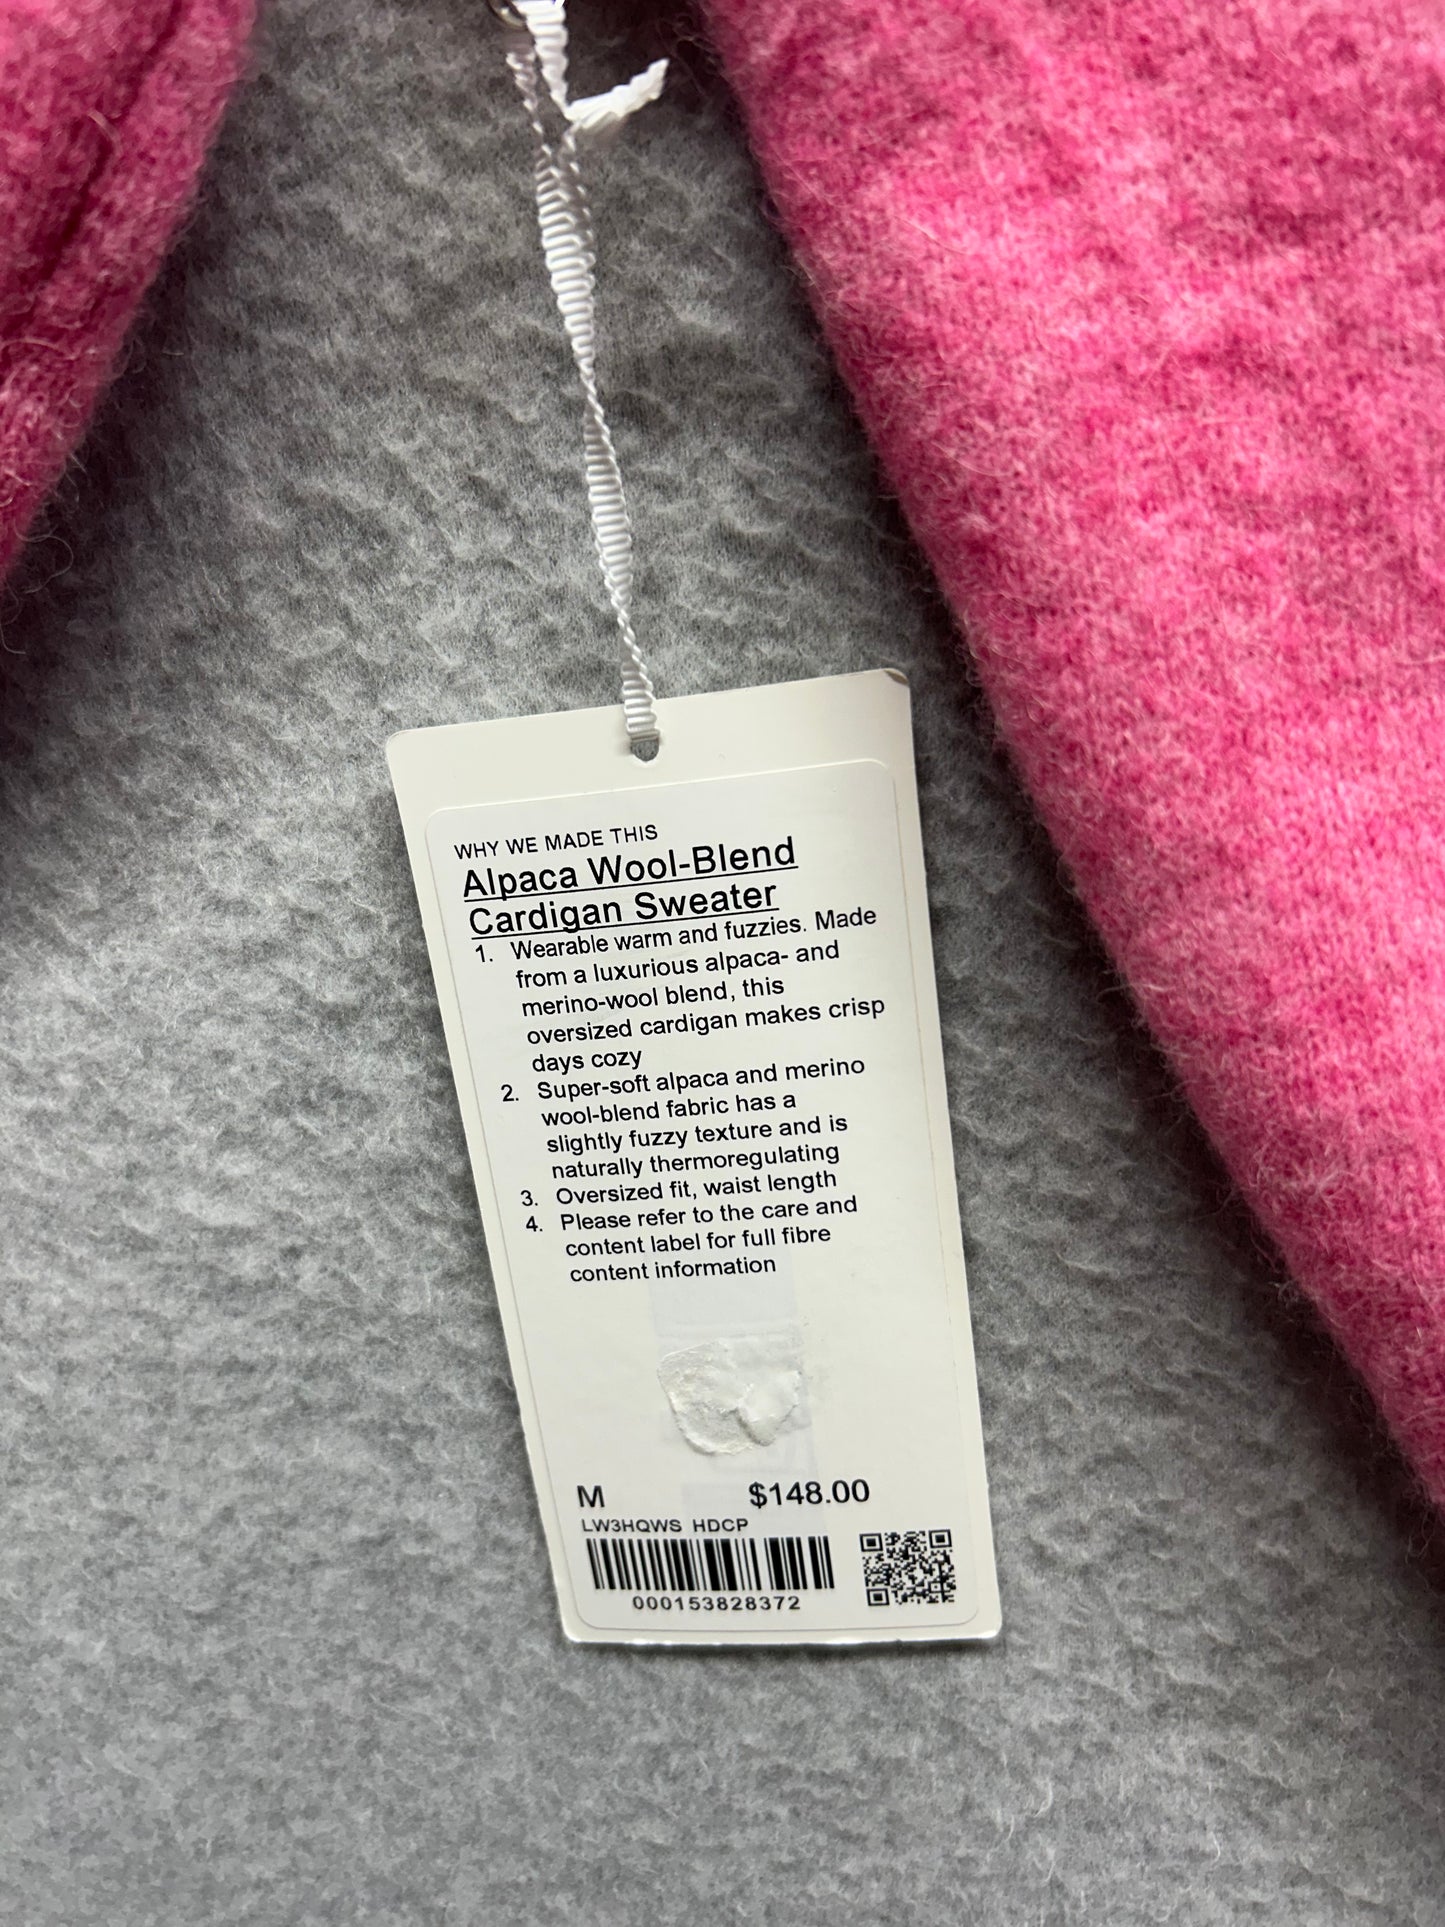 WHY WE MADE THIS
Alpaca Wool-Blend
Cardigan Sweater
1. Wearable warm and fuzzies. Made
from a luxurious alpaca- and
merino-wool blend, this
oversized cardigan makes crisp
days cozy
2. Super-soft alpaca and merino
wool-blend fabric has a
slightly fuzzy texture and is
naturally thermoregulating
3. Oversized fit, waist length
4. Please refer to the care and
content label for full fibre
content information
M $148.00
LW3HQWS HDCP
000153828372